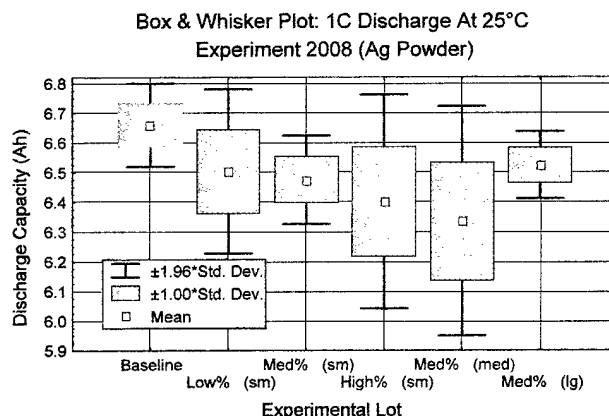 Box & Whisker Plot: 1C Discharge At 25°C
Experiment 2008 (Ag Powder)
Discharge Capacity (Ah)
6.8
6.7
6.6
6.5
6.4
6.3
6.2
6.1
6.0
5.9
±1.96*Std. Dev.
±1.00*Std. Dev.
Mean
Baseline
Low% (sm)
Med% (sm)
High% (sm)
Med% (med)
Med% (lg)
Experimental Lot